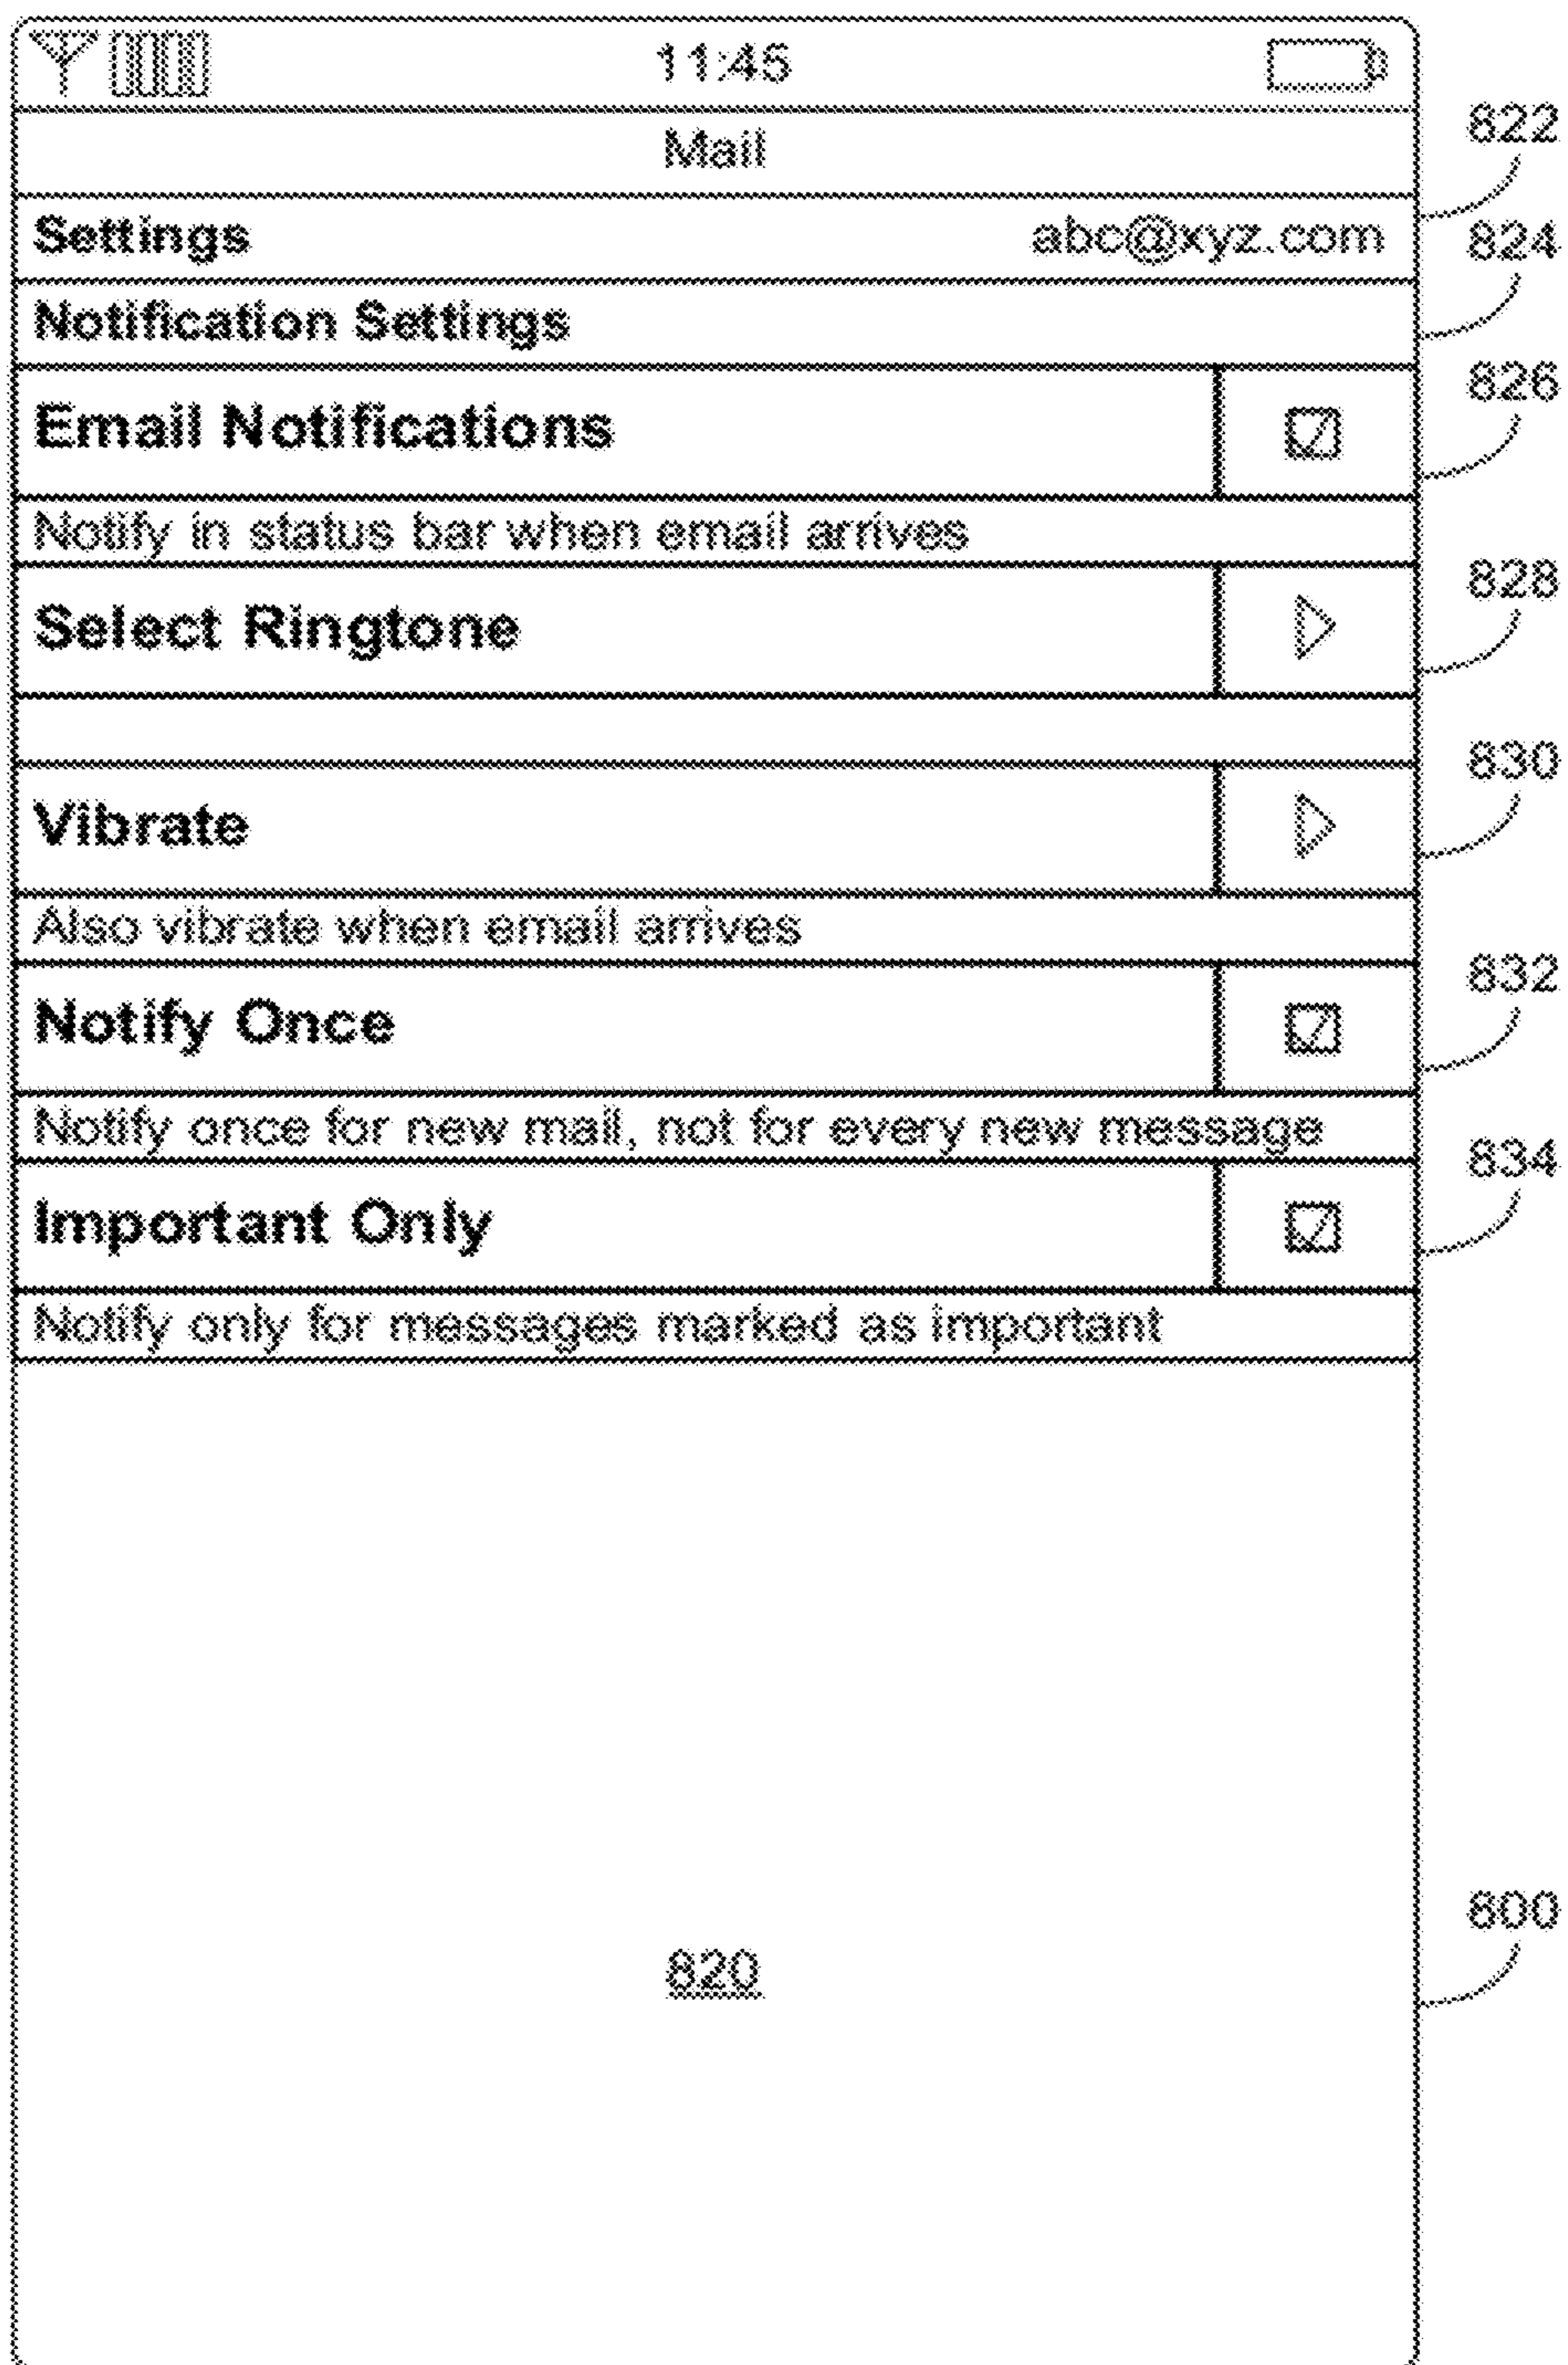 11:45
Mail
822
Settings abc@xyz.com
824
Notification Settings
826
Email Notifications
Notify in status bar when email arrives
828
Select Ringtone
830
Vibrate
Also vibrate when email arrives
832
Notify Once
Notify once for new mail, not for every new message
834
Important Only
Notify only for messages marked as important
600
820